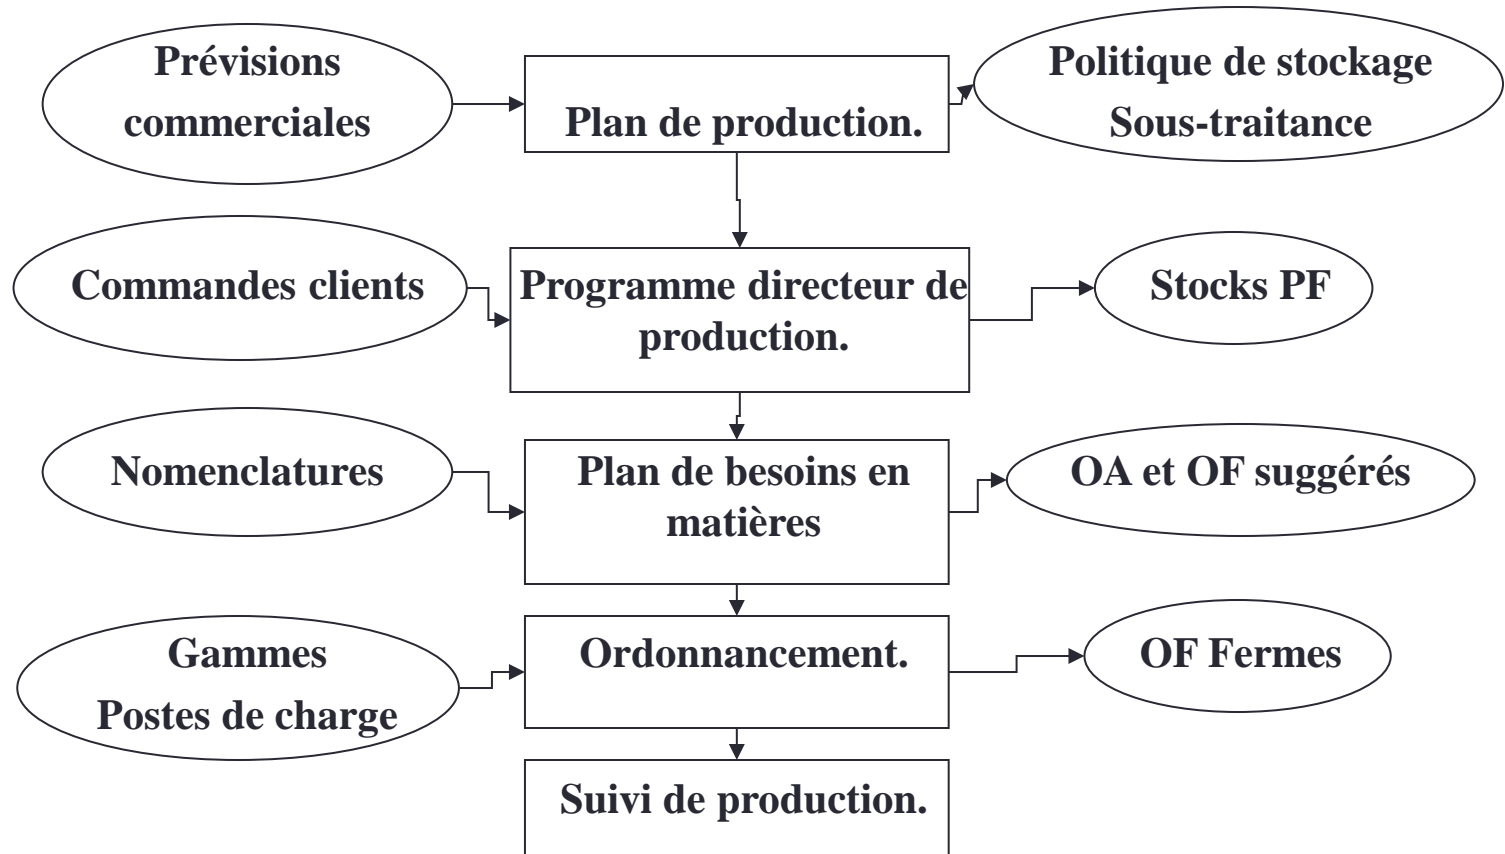 Prévisions
commerciales
Plan de production.
Politique de stockage
Sous-traitance
Commandes clients
Programme directeur de
production.
Stocks PF
Nomenclatures
Plan de besoins en
matières
OA et OF suggérés
Gammes
Postes de charge
Ordonnancement.
OF Fermes
Suivi de production.